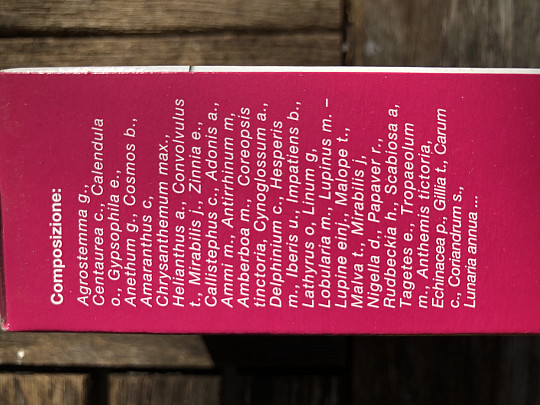 Composizione:
Agrostemma g,
Centaurea c., Calendula
o., Gypsophila e.,
Anethum g., Cosmos b.,
Amaranthus c,
Chrysanthemum max.,
Helianthus a., Convolvulus
t., Mirabilis j., Zinnia e.,
Callistephus c., Adonis a.,
Ammi m., Antirrhinum m,
Amberboa m., Coreopsis
tinctoria, Cynoglossum a.,
Delphinium c., Hesperis
m., Iberis u., Impatiens b.,
Lathyrus o, Linum g,
Lobularia m., Lupinus m. –
Lupine einj., Malope t.,
Malva t., Mirabilis j,
Nigella d., Papaver r.,
Rudbeckia h., Scabiosa a,
Tagetes e., Tropaeolum
m., Anthemis tictoria,
Echinacea p., Gillia t., Carum
c., Coriandrum s.,
Lunaria annua...